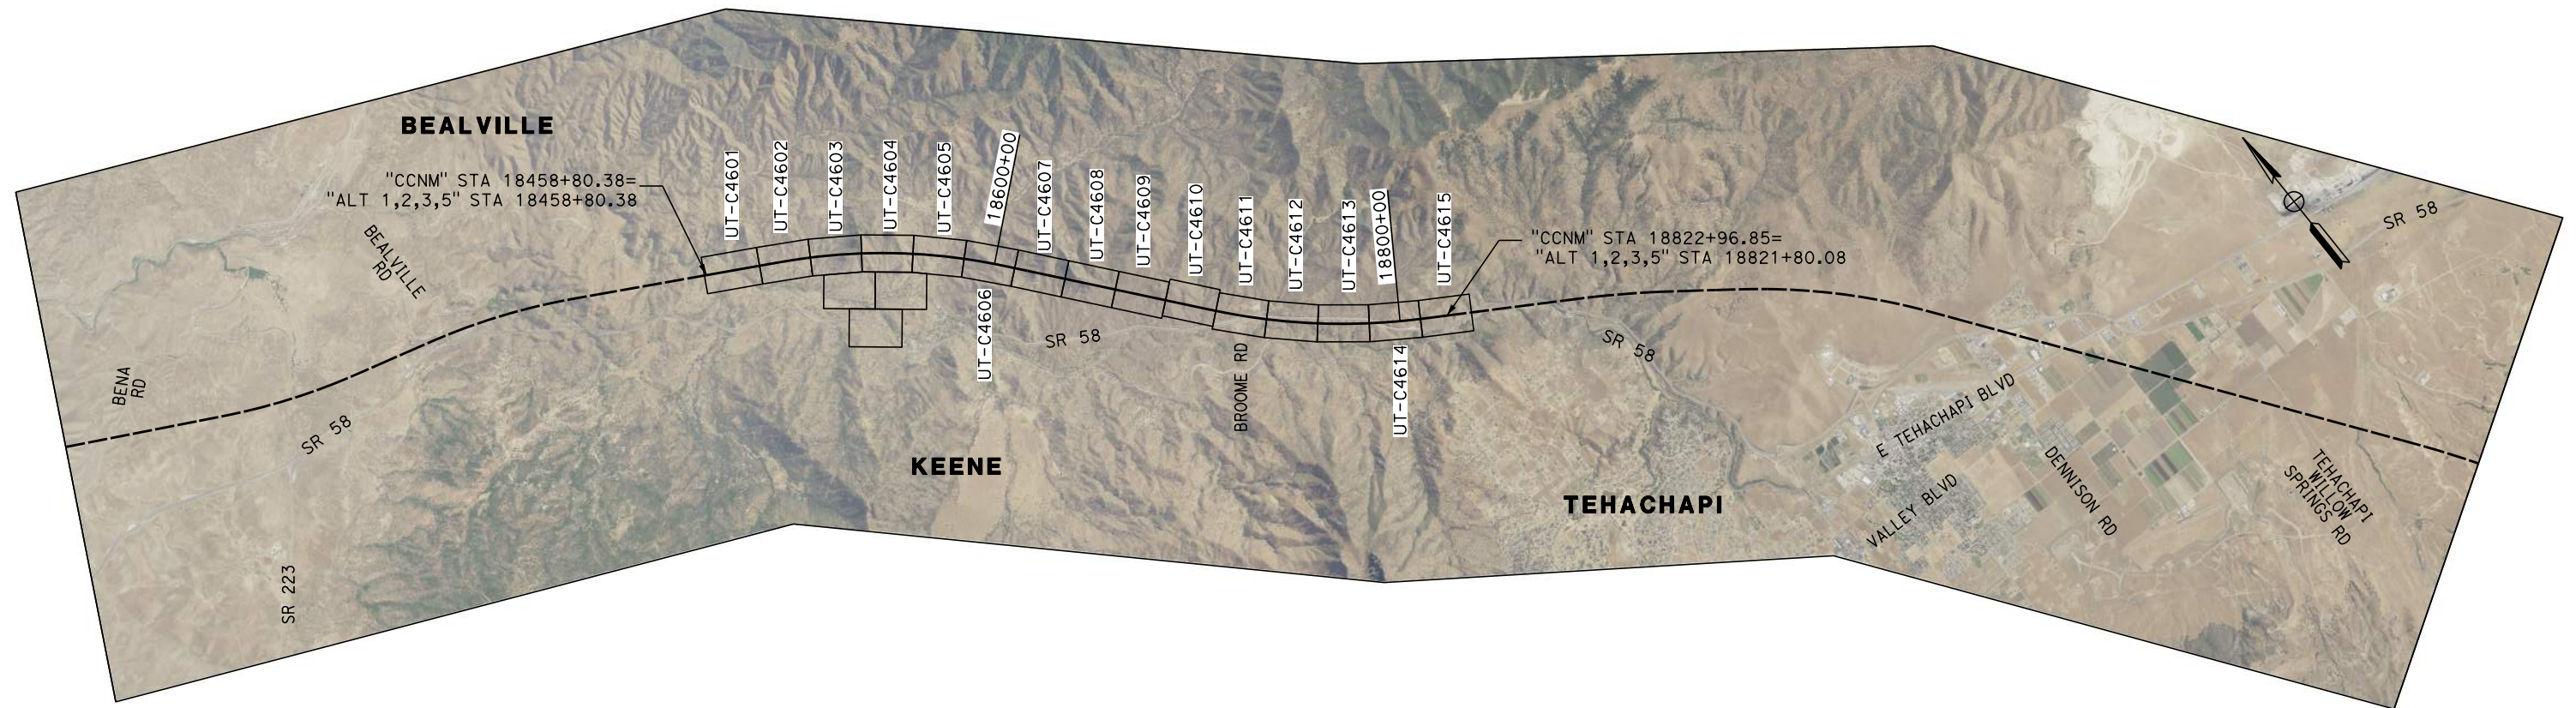 BEALVILLE
"CCNM" STA 18458+80.38=
"ALT 1,2,3,5" STA 18458+80.38
BEALVILLE
RD
BENA
RD
SR 58
SR 223
UT-C4601
UT-C4602
UT-C4603
UT-C4604
UT-C4605
18600+00
UT-C4606
UT-C4607
UT-C4608
UT-C4609
UT-C4610
UT-C4611
UT-C4612
UT-C4613
18800+00
UT-C4614
UT-C4615
SR 58
BROOME RD
KEENE
"CCNM" STA 18822+96.85=
"ALT 1,2,3,5" STA 18821+80.08
SR 58
TEHACHAPI
E TEHACHAPI BLVD
VALLEY BLVD
DENNISON RD
SR 58
TEHACHAPI
WILLOW
SPRINGS RD